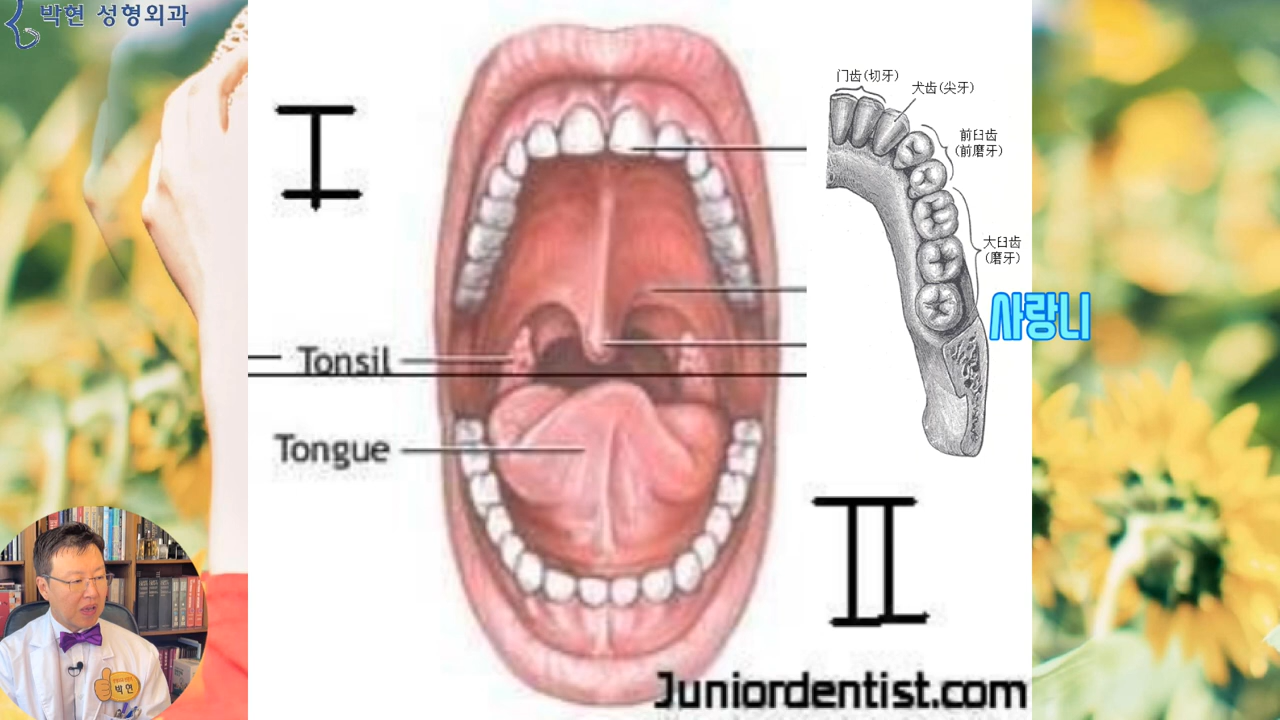 박현 성형외과
I
门齿(切牙)
犬齿(尖牙)
前臼齿
(前磨牙)
大臼齿
(磨牙)
사랑니
Tonsil
Tongue
II
박현
Juniordentist.com